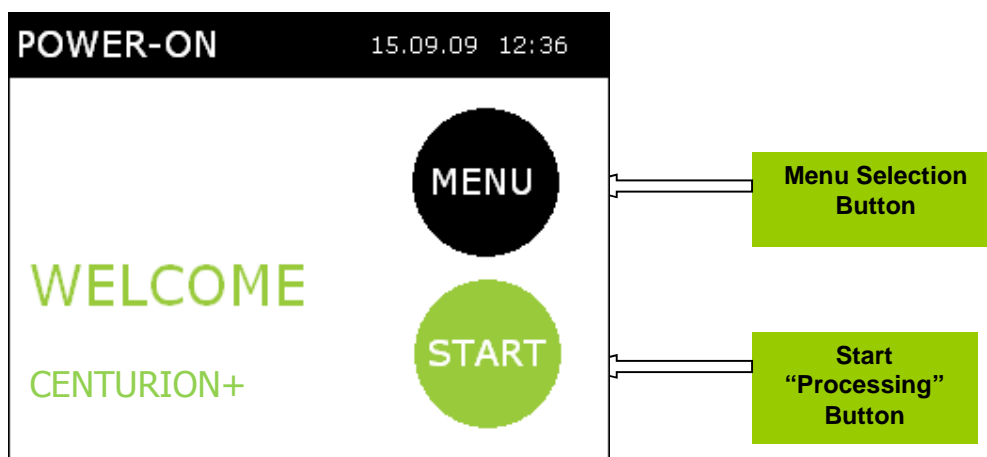 POWER-ON 15.09.09 12:36
MENU
Menu Selection
Button
WELCOME
START
CENTURION+
Start
“Processing”
Button